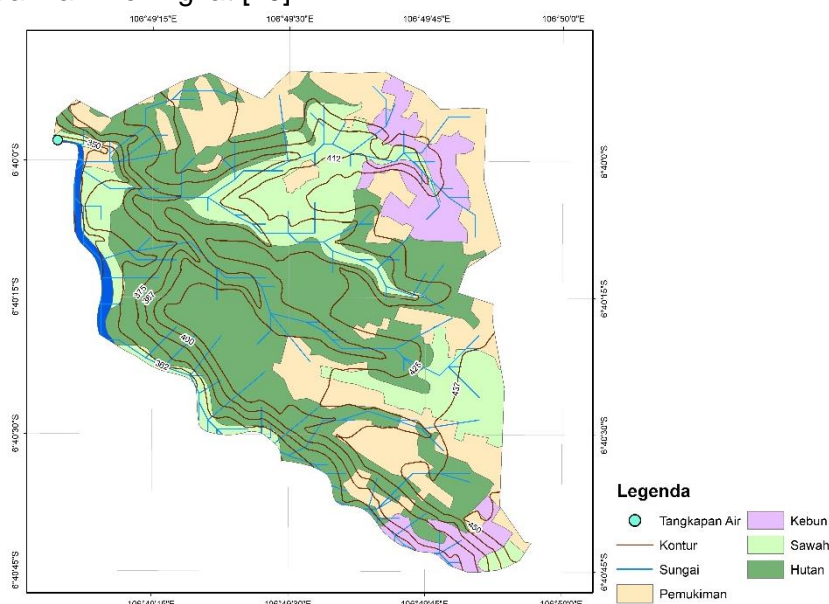 106°49'15"E 106°49'30"E 106°49'45"E 106°50'0"E
6°40'0"S 6°40'0"S
6°40'15"S 6°40'15"S
6°40'30"S 6°40'30"S
6°40'45"S 6°40'45"S
350
412
375
387
400
362
425
437
450
Legenda
Tangkapan Air
Kontur
Sungai
Pemukiman
Kebun
Sawah
Hutan